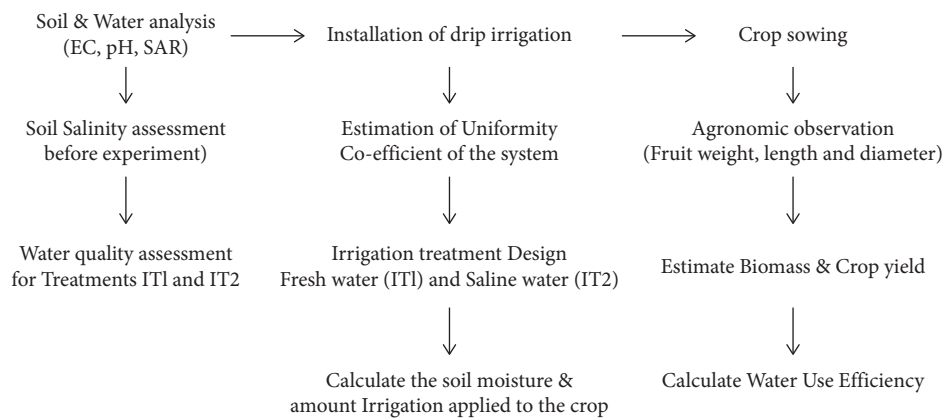 Soil & Water analysis
(EC, pH, SAR)
Installation of drip irrigation
Crop sowing
Soil Salinity assessment
before experiment)
Estimation of Uniformity
Co-efficient of the system
Agronomic observation
(Fruit weight, length and diameter)
Water quality assessment
for Treatments ITl and IT2
Irrigation treatment Design
Fresh water (ITl) and Saline water (IT2)
Estimate Biomass & Crop yield
Calculate the soil moisture &
amount Irrigation applied to the crop
Calculate Water Use Efficiency